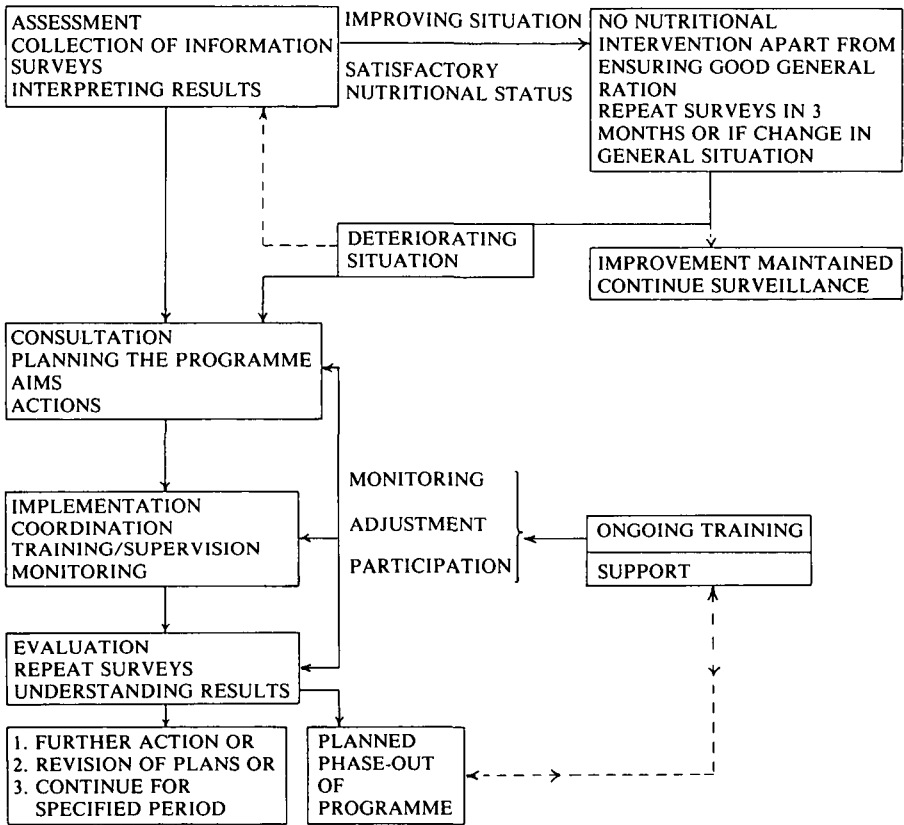 ASSESSMENT
COLLECTION OF INFORMATION
SURVEYS
INTERPRETING RESULTS
IMPROVING SITUATION
SATISFACTORY
NUTRITIONAL STATUS
NO NUTRITIONAL
INTERVENTION APART FROM
ENSURING GOOD GENERAL
RATION
REPEAT SURVEYS IN 3
MONTHS OR IF CHANGE IN
GENERAL SITUATION
DETERIORATING
SITUATION
IMPROVEMENT MAINTAINED
CONTINUE SURVEILLANCE
CONSULTATION
PLANNING THE PROGRAMME
AIMS
ACTIONS
IMPLEMENTATION
COORDINATION
TRAINING/SUPERVISION
MONITORING
MONITORING
ADJUSTMENT
PARTICIPATION
ONGOING TRAINING
SUPPORT
EVALUATION
REPEAT SURVEYS
UNDERSTANDING RESULTS
1. FURTHER ACTION OR
2. REVISION OF PLANS OR
3. CONTINUE FOR
SPECIFIED PERIOD
PLANNED
PHASE-OUT
OF
PROGRAMME